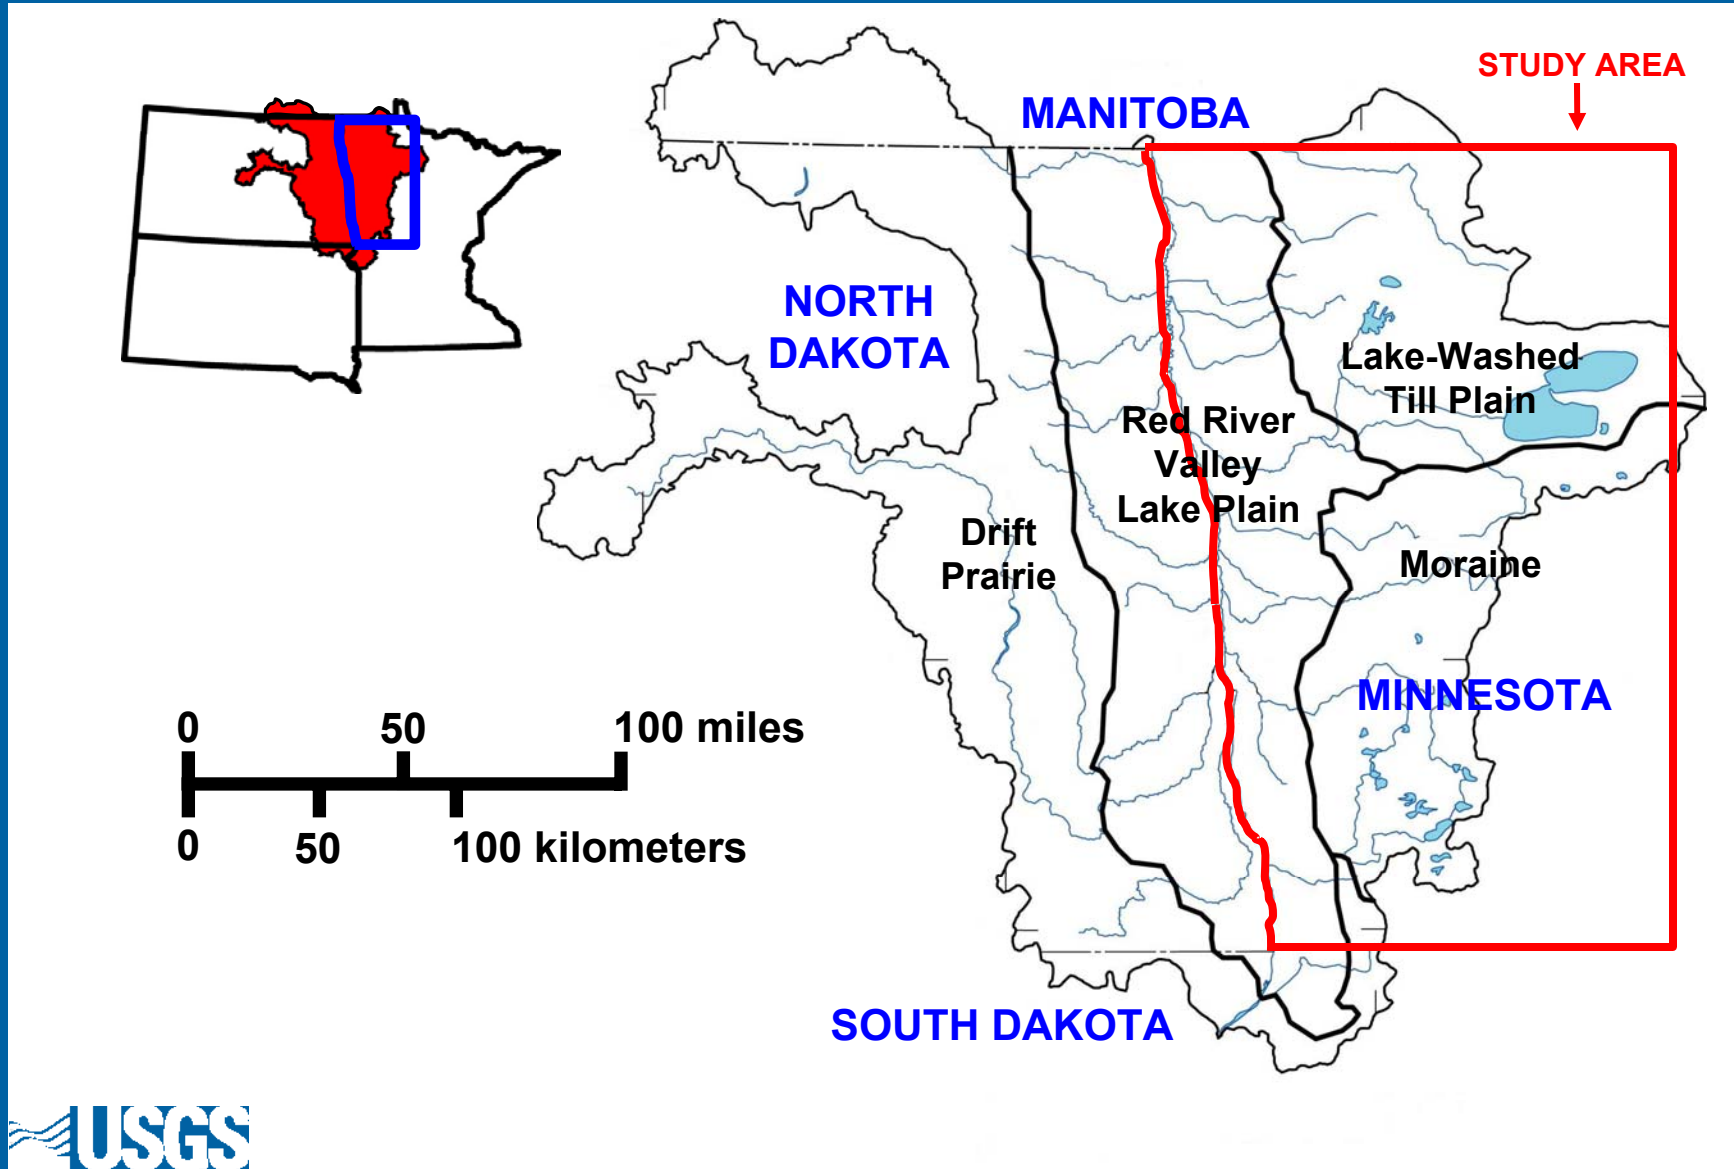 STUDY AREA
MANITOBA
NORTH
DAKOTA
Lake-Washed
Till Plain
Red River
Valley
Lake Plain
Drift
Prairie
Moraine
MINNESOTA
0 50 100 miles
0 50 100 kilometers
SOUTH DAKOTA
USGS